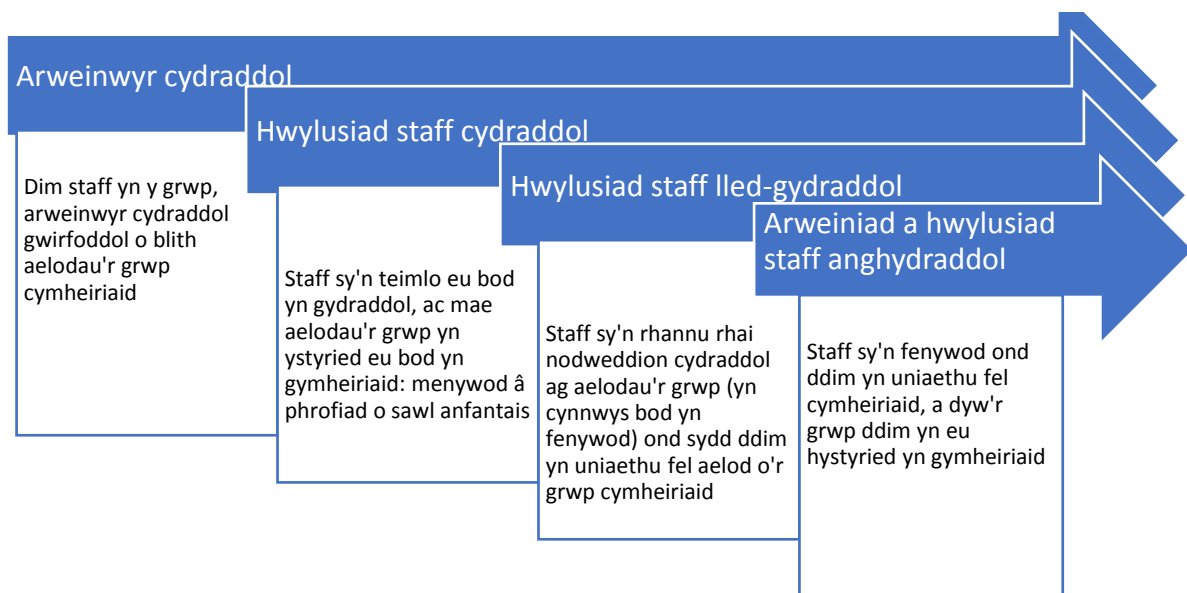 Arweinwyr cydraddol
Dim staff yn y grwp,
arweinwyr cydraddol
gwirfoddol o blith
aelodau'r grwp
cymheiriaid
Hwylusiad staff cydraddol
Staff sy'n teimlo eu bod
yn gydraddol, ac mae
aelodau'r grwp yn
ystyried eu bod yn
gymheiriaid: menywod â
phrofiad o sawl anfantais
Hwylusiad staff lled-gydraddol
Staff sy'n rhannu rhai
nodweddion cydraddol
ag aelodau'r grwp (yn
cynnwys bod yn
fenywod) ond sydd ddim
yn uniaethu fel aelod o'r
grwp cymheiriaid
Arweiniad a hwylusiad
staff anghydraddol
Staff sy'n fenywod ond
ddim yn uniaethu fel
cymheiriaid, a dyw'r
grwp ddim yn eu
hystyried yn gymheiriaid